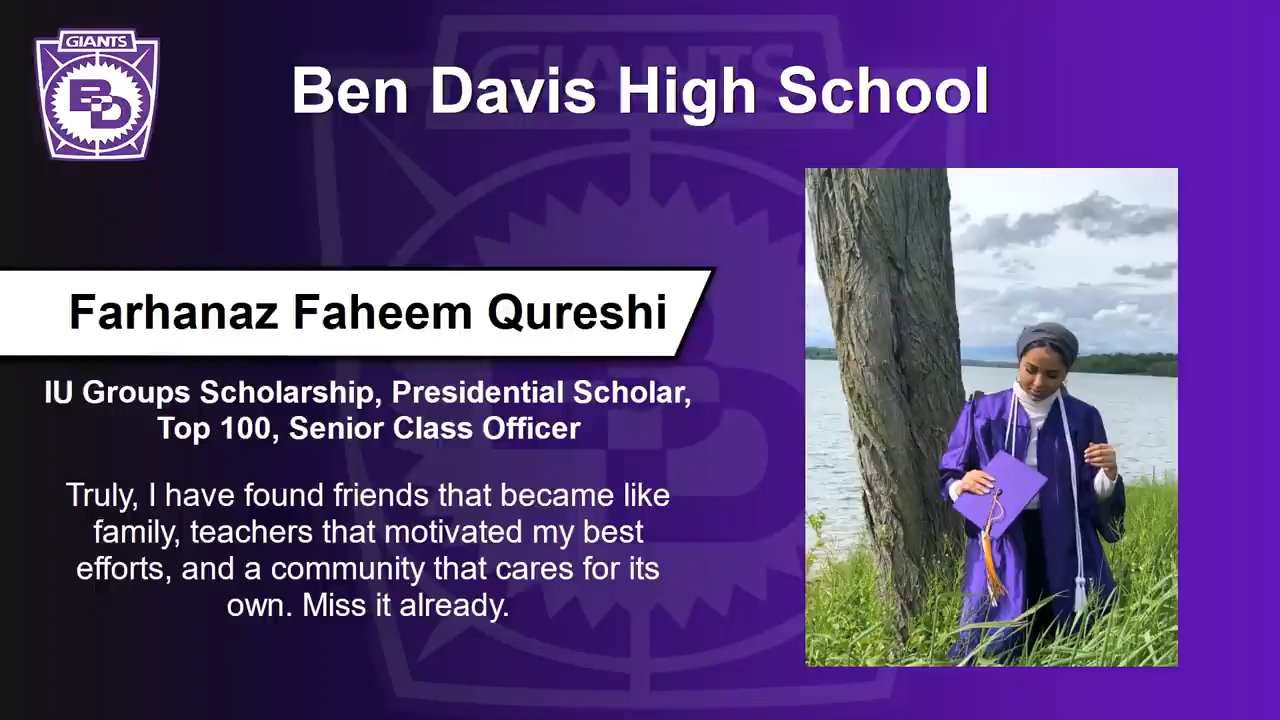 GIANTS
BD
Ben Davis High School
GIANTS
Farhanaz Faheem Qureshi
IU Groups Scholarship, Presidential Scholar,
Top 100, Senior Class Officer
Truly, I have found friends that became like
family, teachers that motivated my best
efforts, and a community that cares for its
own. Miss it already.